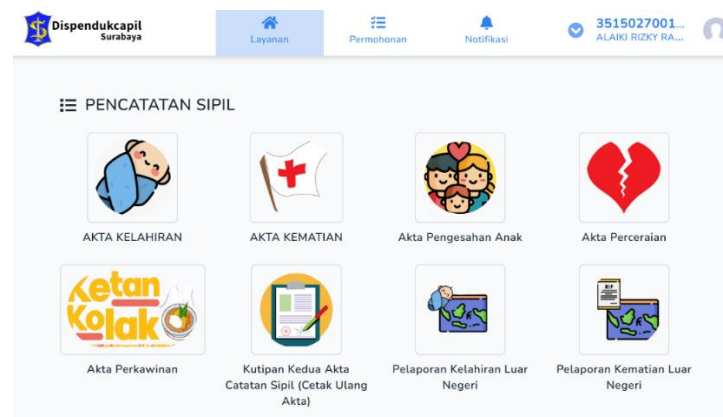 Dispendukcapil
Surabaya
Layanan
Permohonan
Notifikasi
3515027001...
ALAIKI RIZKY RA...
PENCATATAN SIPIL
AKTA KELAHIRAN
AKTA KEMATIAN
Akta Pengesahan Anak
Akta Perceraian
Ketan
Kolak
RIP
Akta Perkawinan
Kutipan Kedua Akta
Catatan Sipil (Cetak Ulang
Akta)
Pelaporan Kelahiran Luar
Negeri
Pelaporan Kematian Luar
Negeri